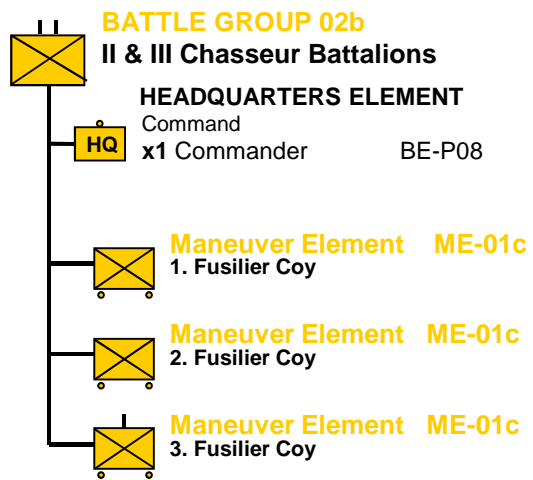 BATTLE GROUP 02b
II & III Chasseur Battalions
HEADQUARTERS ELEMENT
Command
HQ
x1 Commander BE-P08
Maneuver Element ME-01c
1. Fusilier Coy
Maneuver Element ME-01c
2. Fusilier Coy
Maneuver Element ME-01c
3. Fusilier Coy